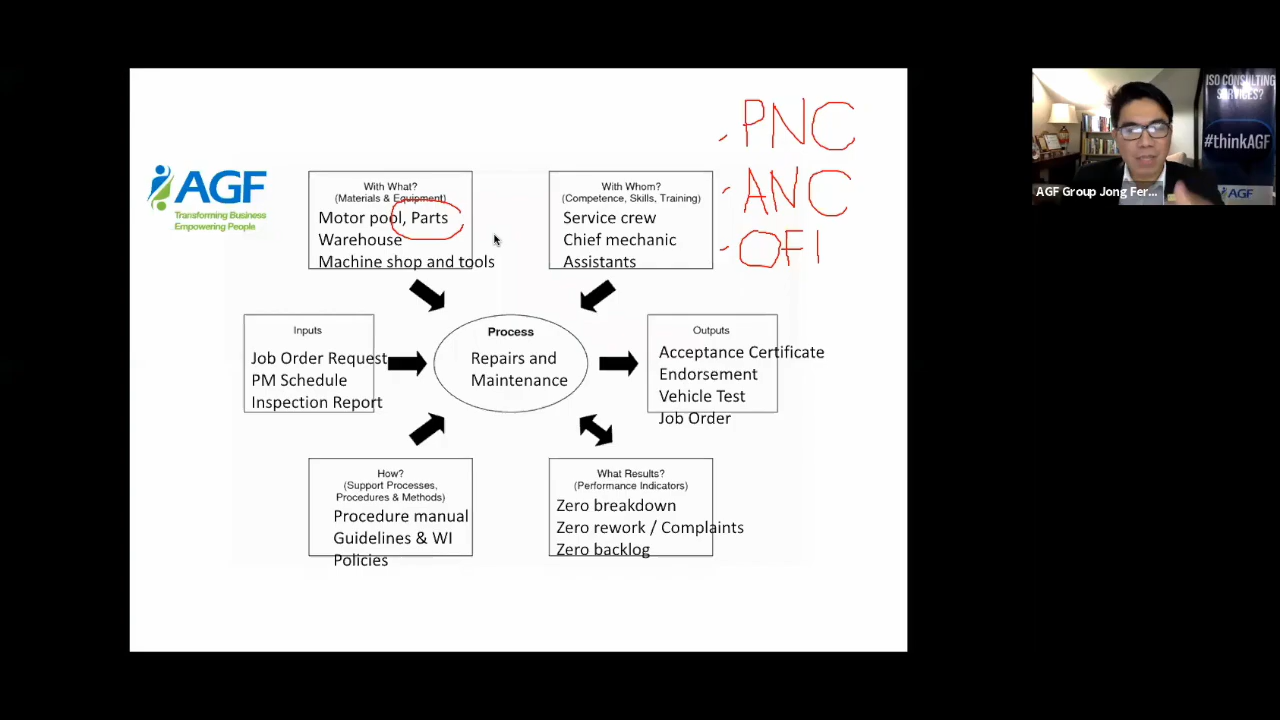 PNC
ANC
OFI
AGF
Transforming Business
Empowering People
With What?
(Materials & Equipment)
Motor pool, Parts
Warehouse
Machine shop and tools
With Whom?
(Competence, Skills, Training)
Service crew
Chief mechanic
Assistants
Inputs
Job Order Request
PM Schedule
Inspection Report
Process
Repairs and
Maintenance
Outputs
Acceptance Certificate
Endorsement
Vehicle Test
Job Order
How?
(Support Processes,
Procedures & Methods)
Procedure manual
Guidelines & WI
Policies
What Results?
(Performance Indicators)
Zero breakdown
Zero rework / Complaints
Zero backlog
ISO CONSULTING
SERVICES?
#thinkAGF
AGF
AGF Group Jong Fer...